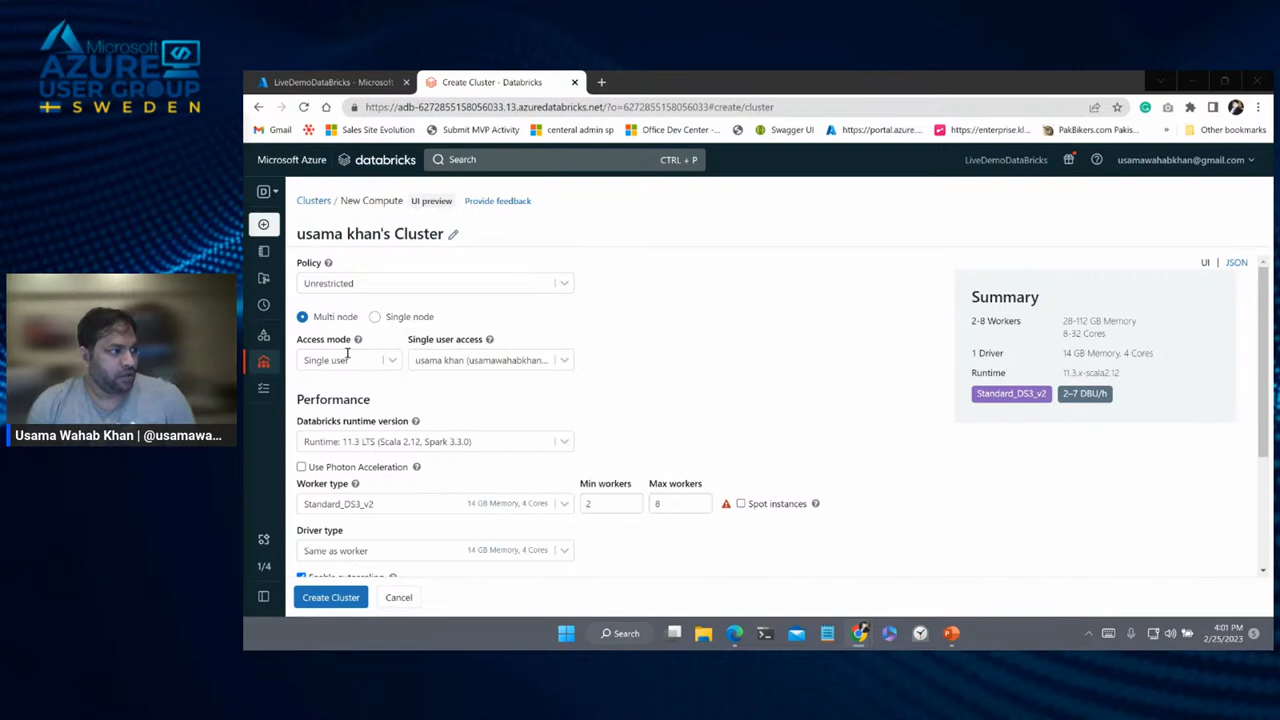 Microsoft
AZURE
USER GROUP
SWEDEN
LiveDemoDataBricks - Microsoft
Create Cluster - Databricks
https://adb-6272855158056033.13.azuredatabricks.net/?o=6272855158056033#create/cluster
Gmail
Sales Site Evolution
Submit MVP Activity
centeral admin sp
Office Dev Center -...
Swagger UI
https://portal.azure...
https://enterprise.kl...
PakBikers.com Pakis...
»
Other bookmarks
Microsoft Azure
databricks
Search
CTRL + P
LiveDemoDataBricks
usamawahabkhan@gmail.com
D
Clusters / New Compute
UI preview
Provide feedback
usama khan's Cluster
Policy
Unrestricted
Multi node
Single node
Access mode
Single user access
Single user
usama khan (usamawahabkhan...
Performance
Databricks runtime version
Runtime: 11.3 LTS (Scala 2.12, Spark 3.3.0)
Use Photon Acceleration
Worker type
Min workers
Max workers
Standard_DS3_v2
14 GB Memory, 4 Cores
2
8
Spot instances
Driver type
Same as worker
14 GB Memory, 4 Cores
Enable autoscaling
Create Cluster
Cancel
UI | JSON
Summary
2-8 Workers
28-112 GB Memory
8-32 Cores
1 Driver
14 GB Memory, 4 Cores
Runtime
11.3.x-scala2.12
Standard_DS3_v2
2–7 DBU/h
1/4
Search
4:01 PM
2/25/2023
Usama Wahab Khan | @usamawa...